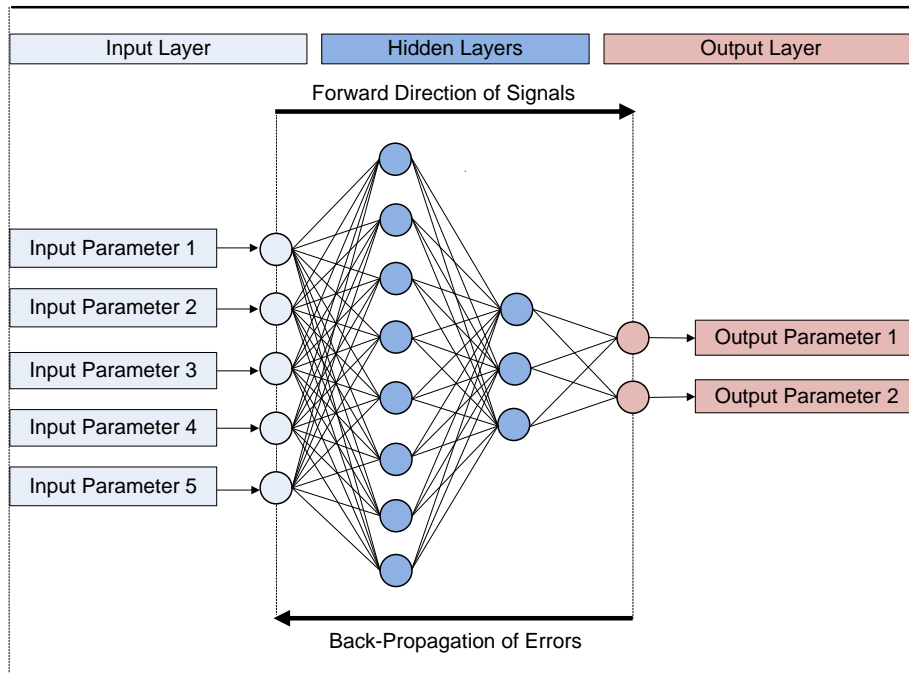 Input Layer
Hidden Layers
Output Layer
Forward Direction of Signals
Input Parameter 1
Input Parameter 2
Input Parameter 3
Input Parameter 4
Input Parameter 5
Output Parameter 1
Output Parameter 2
Back-Propagation of Errors